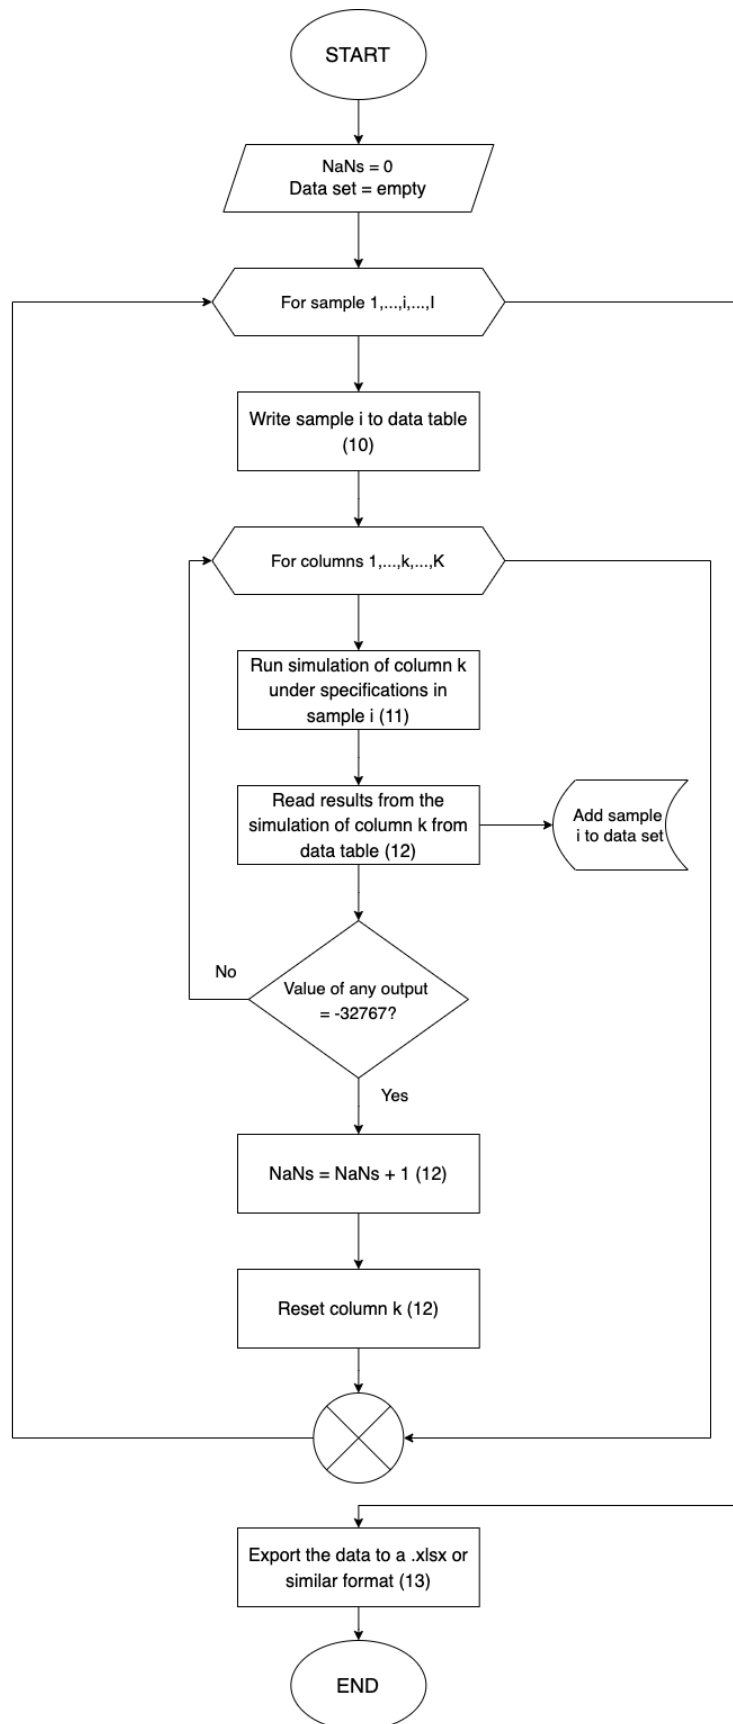 START
NaNs = 0
Data set = empty
For sample 1,...,i,...,I
Write sample i to data table
(10)
For columns 1,...,k,...,K
Run simulation of column k
under specifications in
sample i (11)
Read results from the
simulation of column k from
data table (12)
Add sample
i to data set
No
Value of any output
= -32767?
Yes
NaNs = NaNs + 1 (12)
Reset column k (12)
Export the data to a .xlsx or
similar format (13)
END